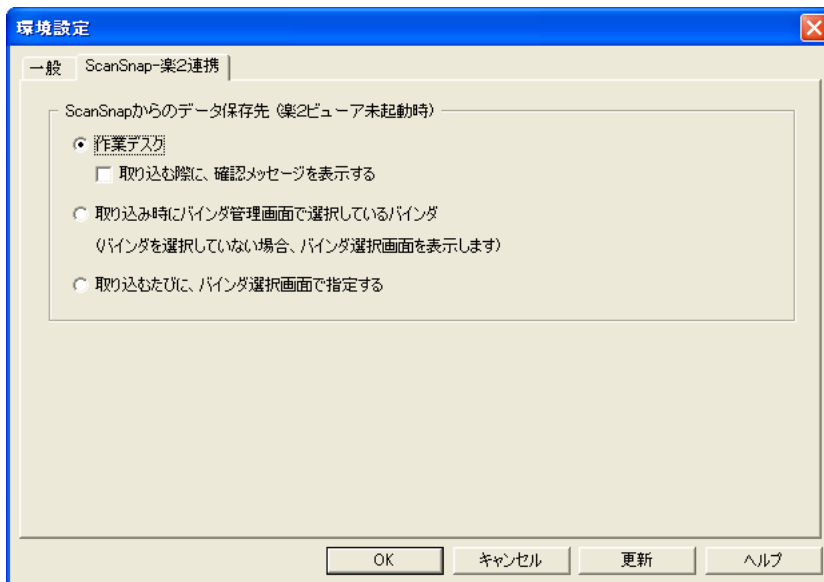 環境設定
一般
ScanSnap-楽2連携
ScanSnapからのデータ保存先 (楽2ビューア未起動時)
作業デスク
取り込む際に、確認メッセージを表示する
取り込み時にバインダ管理画面で選択しているバインダ
(バインダを選択していない場合、バインダ選択画面を表示します)
取り込むたびに、バインダ選択画面で指定する
OK
キャンセル
更新
ヘルプ